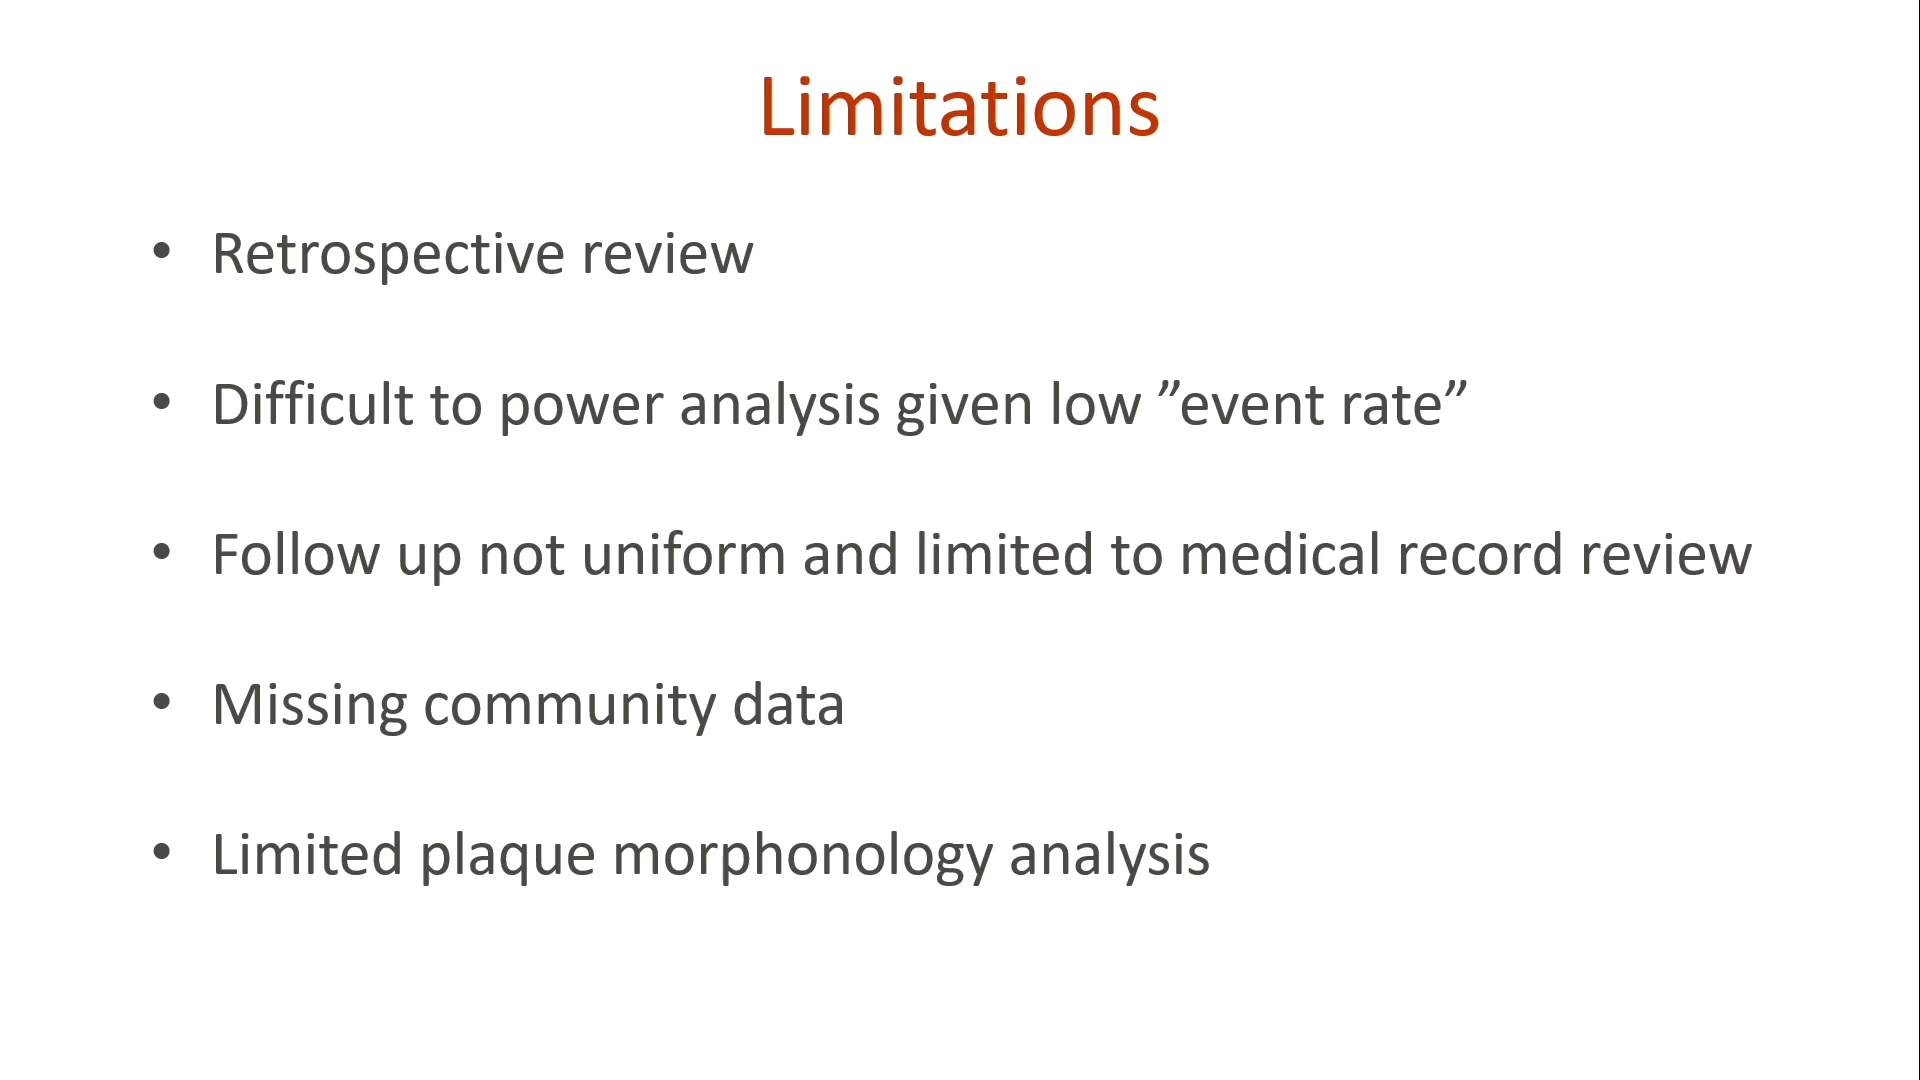 Limitations
• Retrospective review
• Difficult to power analysis given low ”event rate”
• Follow up not uniform and limited to medical record review
• Missing community data
• Limited plaque morphonology analysis